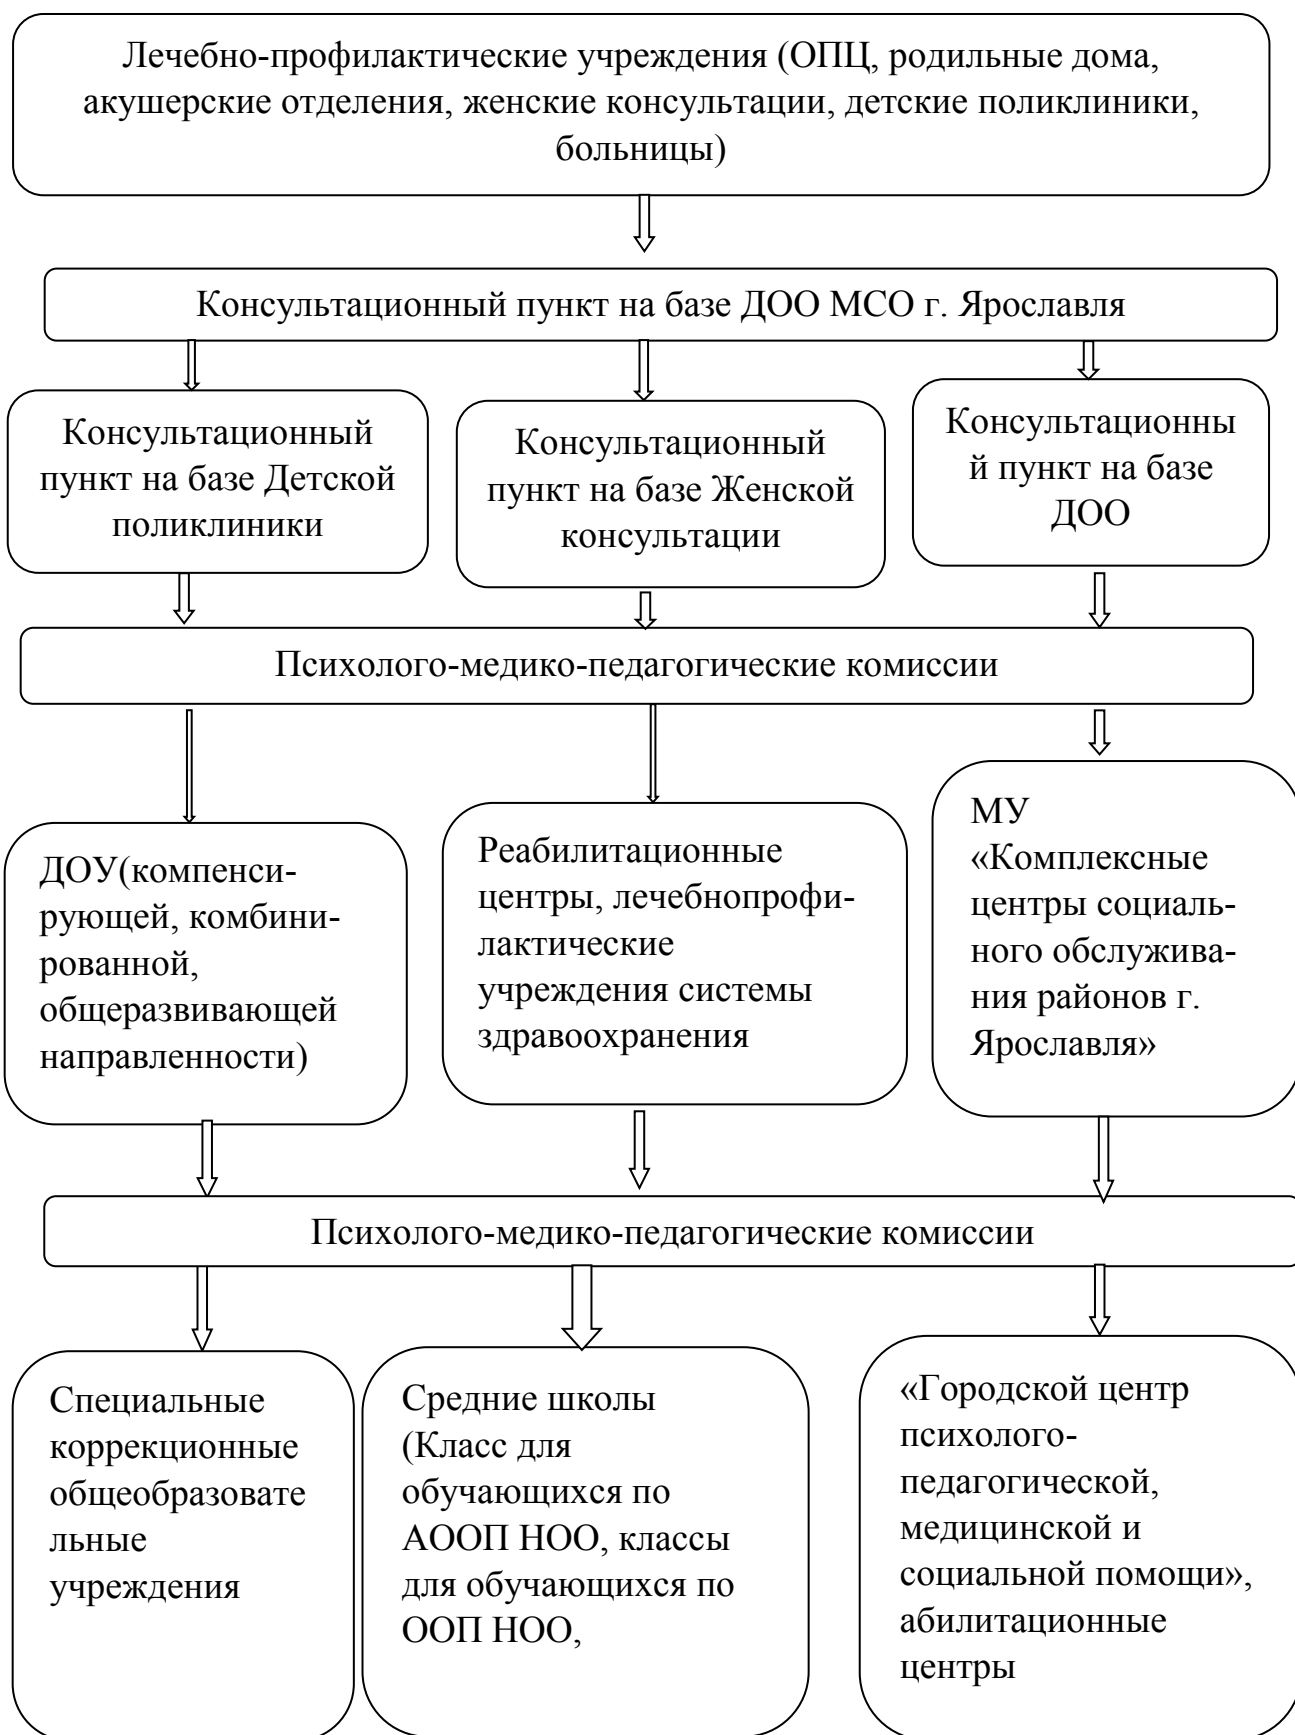 Лечебно-профилактические учреждения (ОПЦ, родильные дома,
акушерские отделения, женские консультации, детские поликлиники,
больницы)
Консультационный пункт на базе ДОО МСО г. Ярославля
Консультационный
пункт на базе Детской
поликлиники
Консультационный
пункт на базе Женской
консультации
Консультационны
й пункт на базе
ДОО
Психолого-медико-педагогические комиссии
ДОУ(компенси-
рующей, комбини-
рованной,
общеразвивающей
направленности)
Реабилитационные
центры, лечебнопрофи-
лактические
учреждения системы
здравоохранения
МУ
«Комплексные
центры социаль-
ного обслужива-
ния районов г.
Ярославля»
Психолого-медико-педагогические комиссии
Специальные
коррекционные
общеобразовате
льные
учреждения
Средние школы
(Класс для
обучающихся по
АООП НОО, классы
для обучающихся по
ООП НОО,
«Городской центр
психолого-
педагогической,
медицинской и
социальной помощи»,
абилитационные
центры